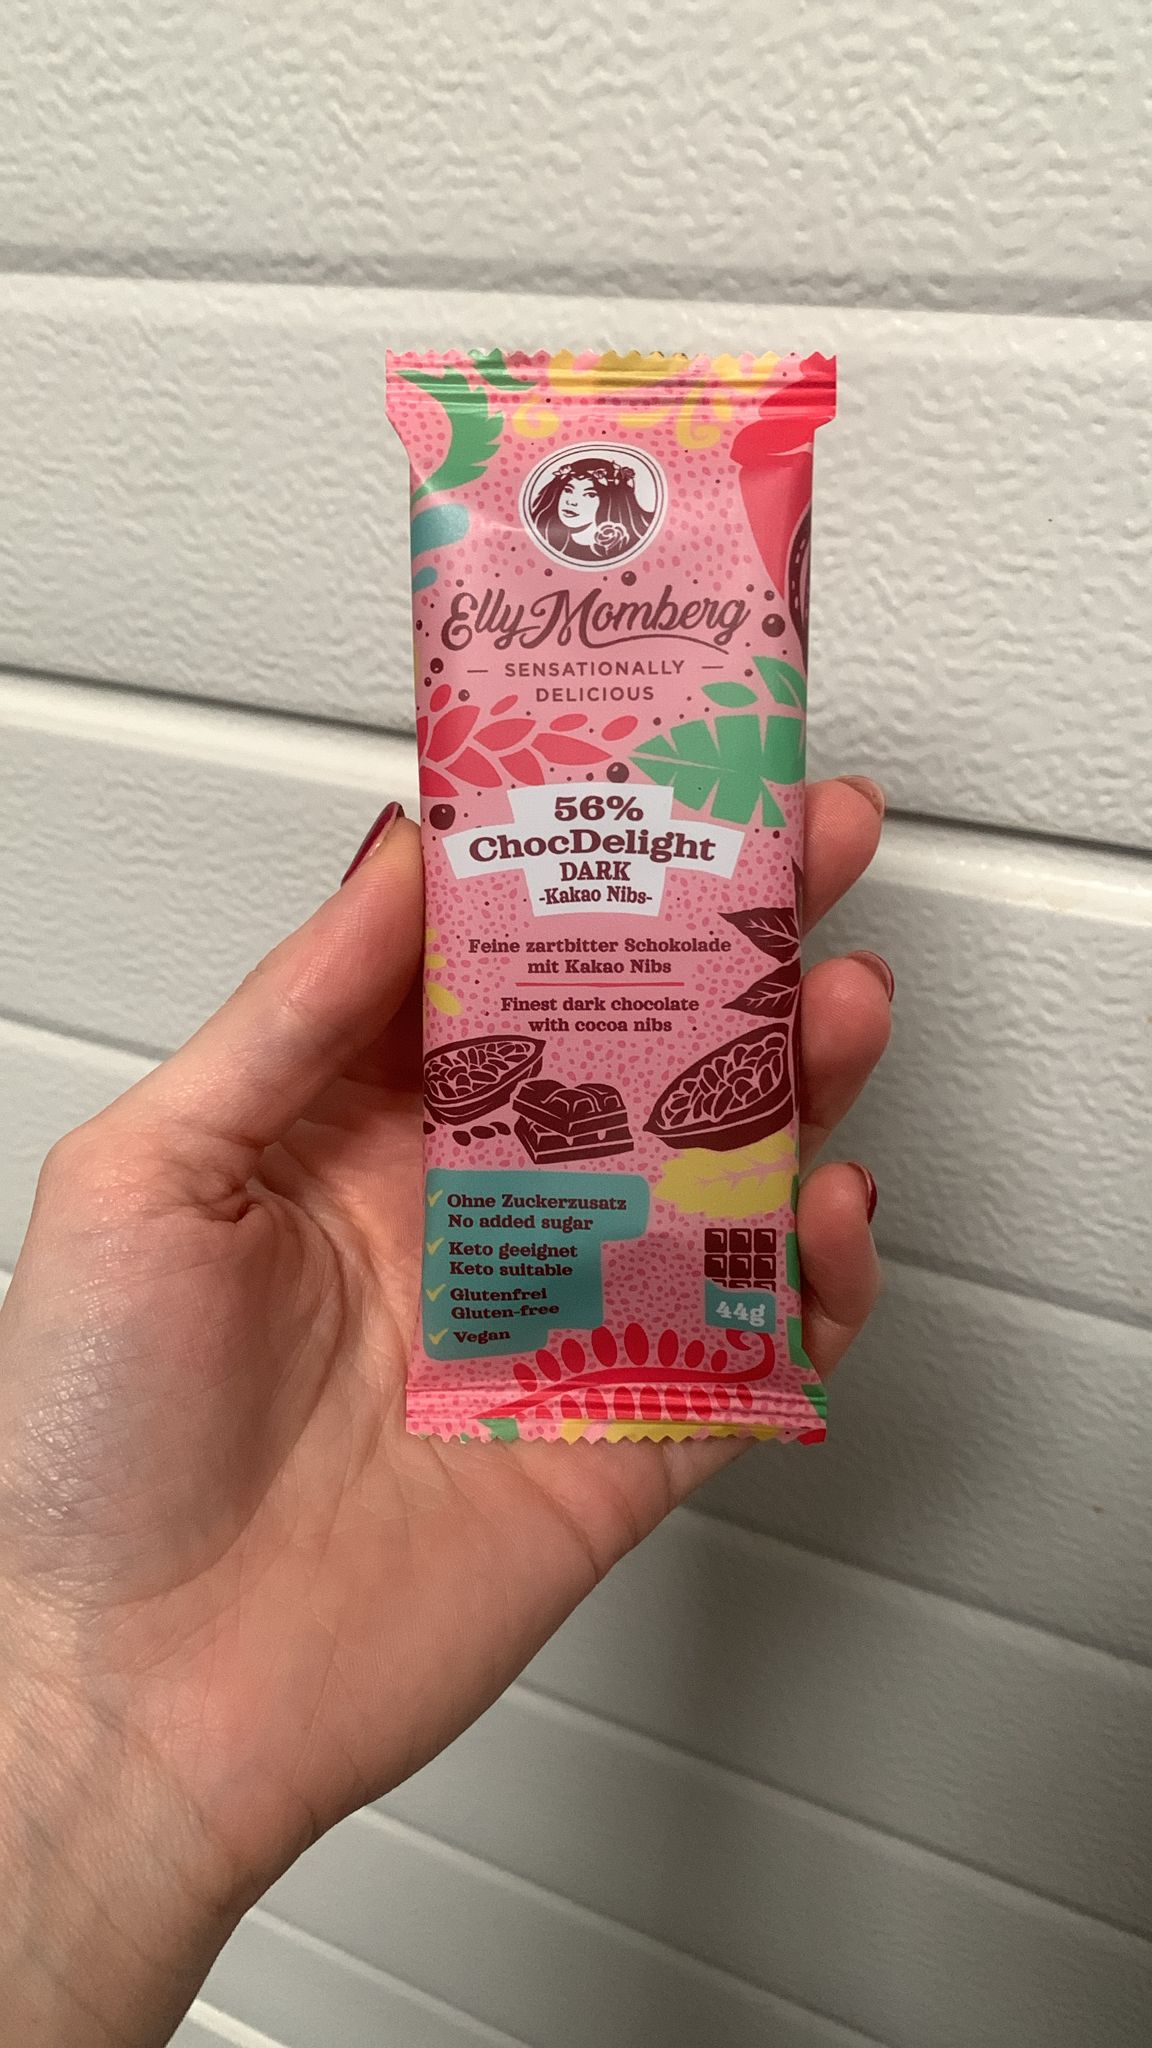 Elly Momberg
SENSATIONALLY
DELICIOUS
56%
ChocDelight
DARK
-Kakao Nibs-
Feine zartbitter Schokolade
mit Kakao Nibs
Finest dark chocolate
with cocoa nibs
Ohne Zuckerzusatz
No added sugar
Keto geeignet
Keto suitable
Glutenfrei
Gluten-free
Vegan
44g